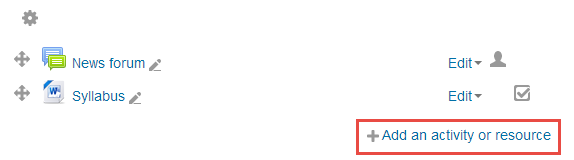 News forum Edit
Syllabus Edit
Add an activity or resource